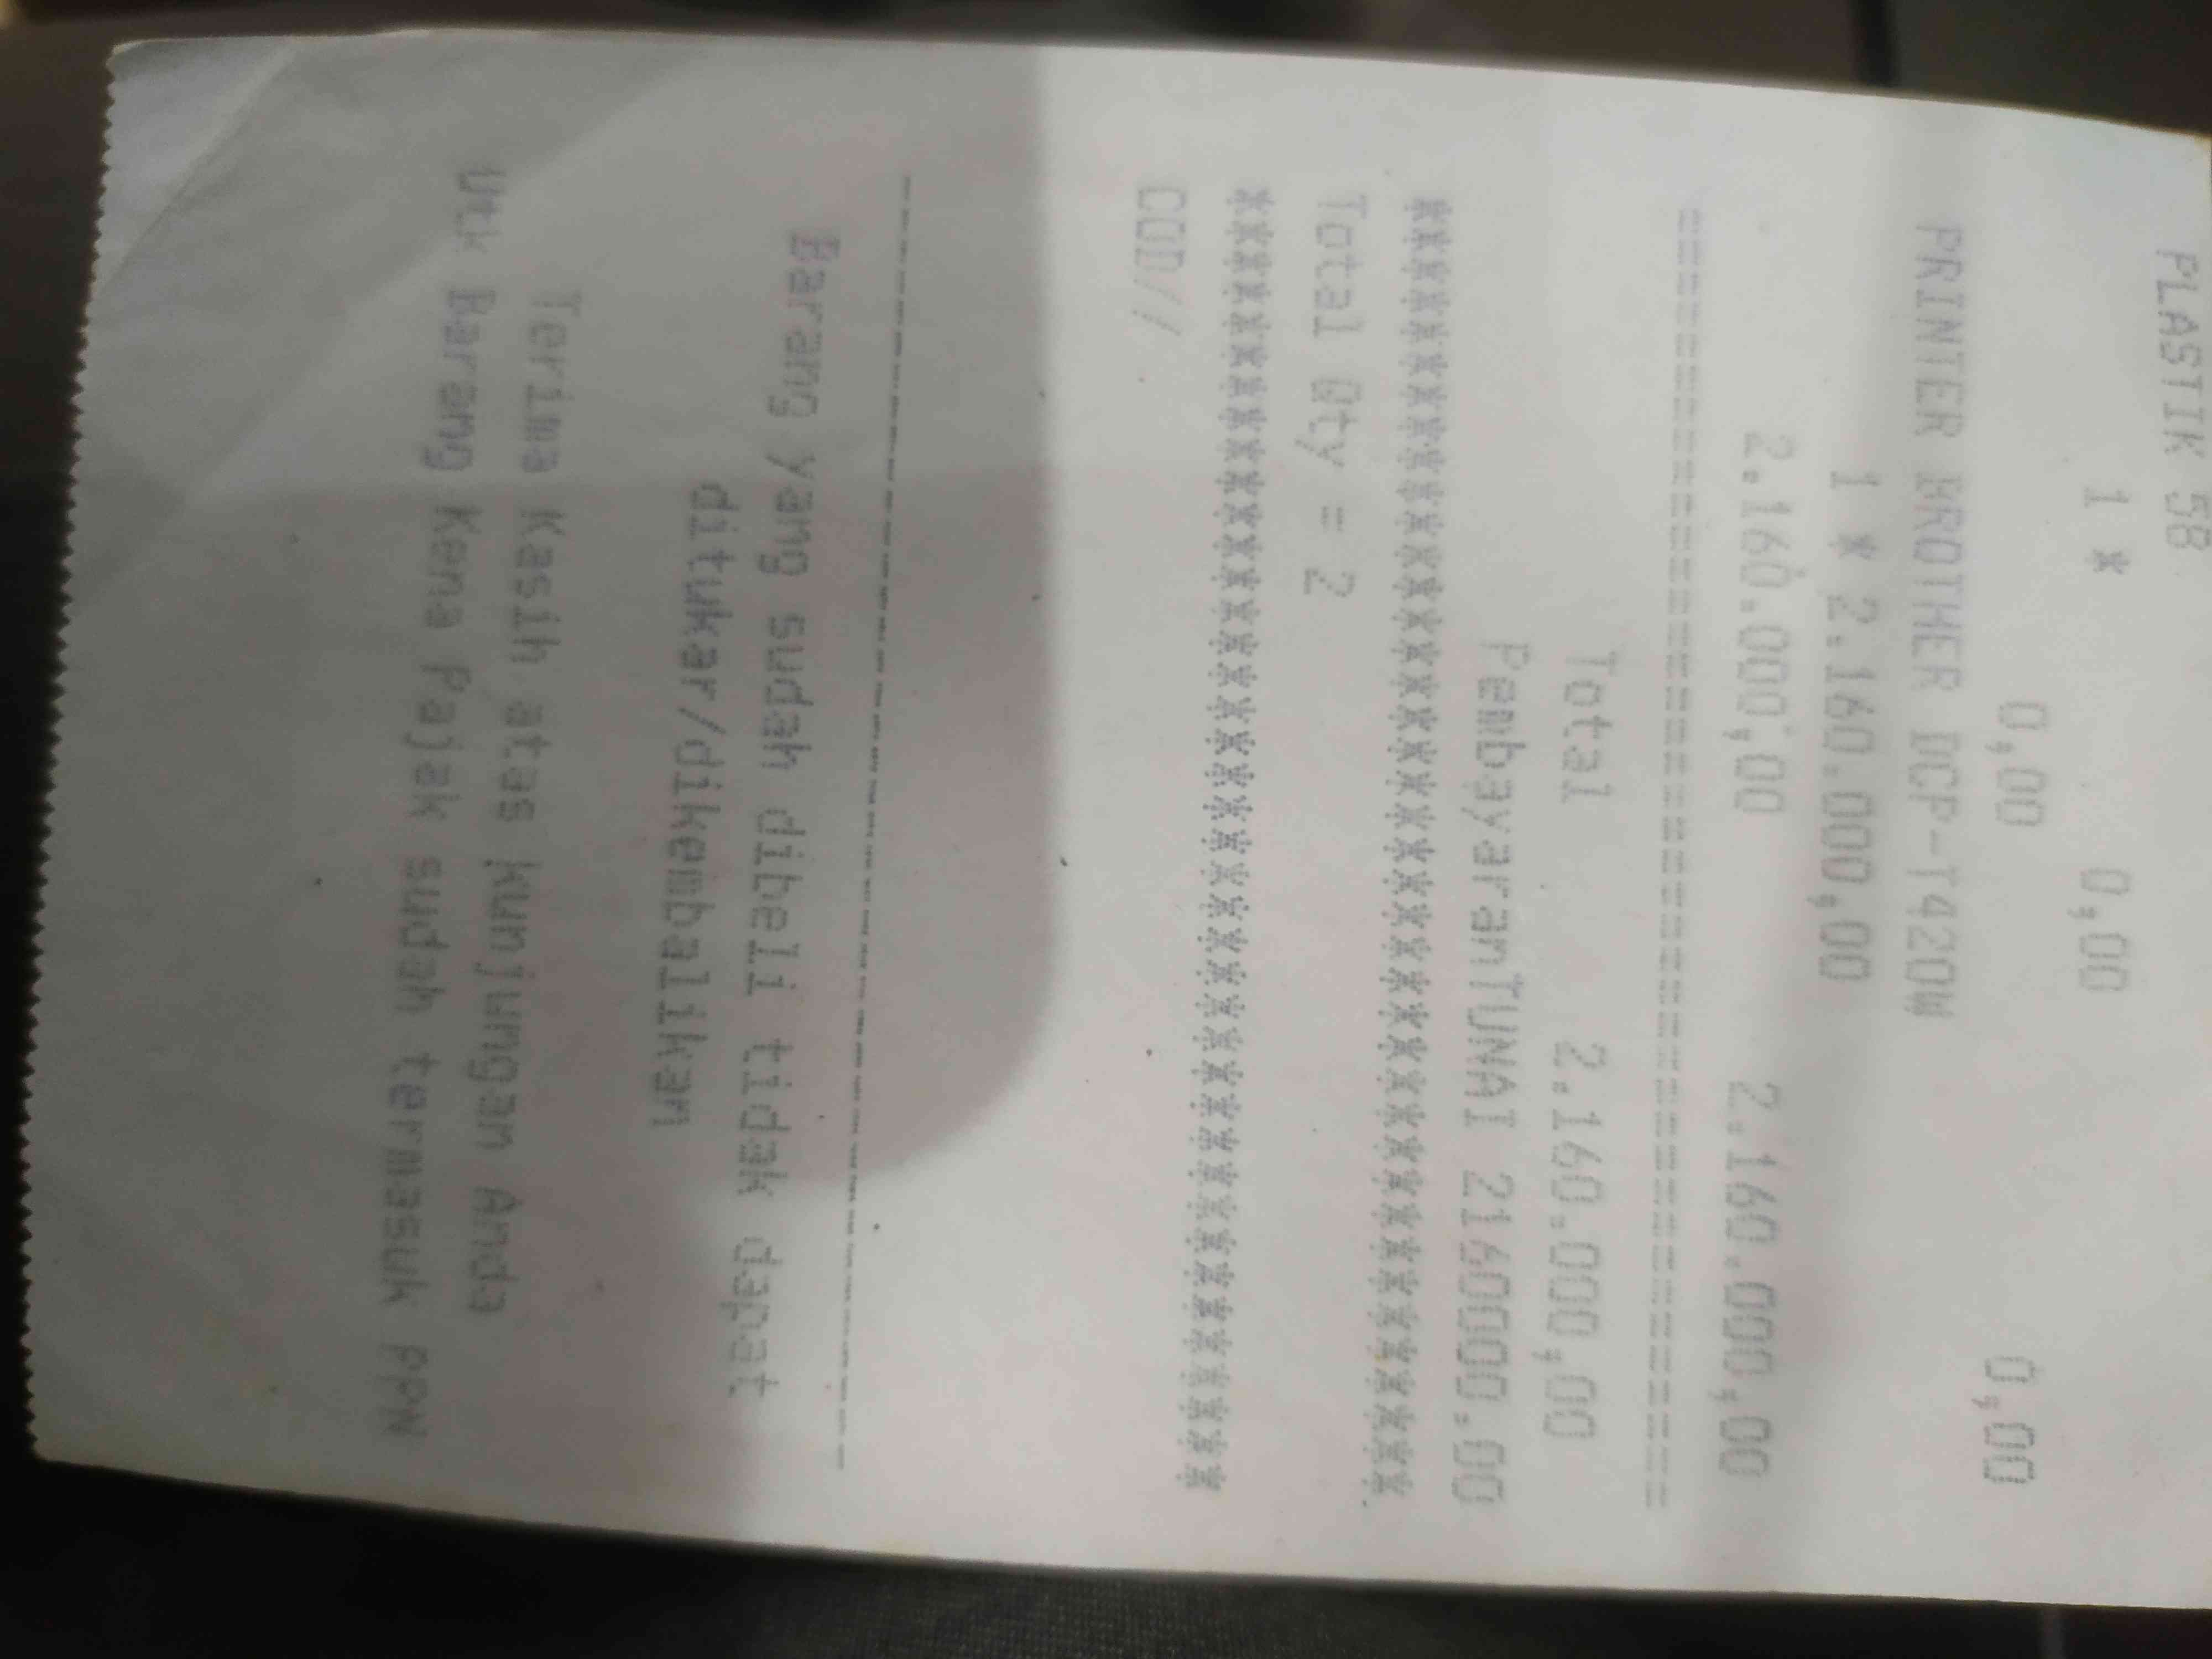 PLASTIK 58
1 * 0,00
0,00 0,00
PRINTER BROTHER DCP-T420W
1 * 2.160.000,00
2.160.000,00 2.160.000,00
========================================
Total 2.160.000,00
PembayaranTUNAI 2160000.00
****************************************
Total Qty = 2
****************************************
COD//
----------------------------------------
Barang yang sudah dibeli tidak dapat
ditukar/dikembalikan
Terima Kasih atas kunjungan Anda
Utk Barang Kena Pajak sudah termasuk PPN